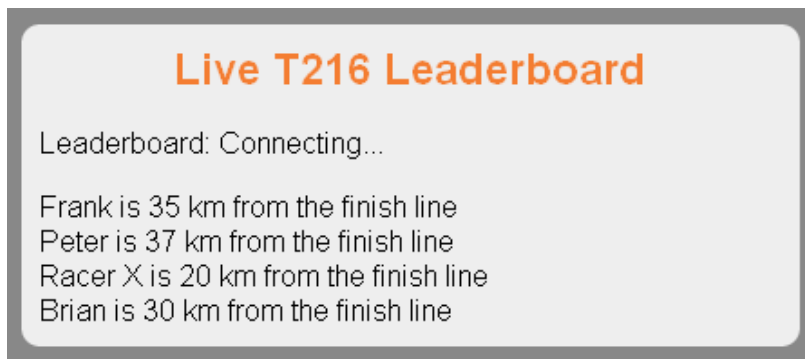 Live T216 Leaderboard
Leaderboard: Connecting...
Frank is 35 km from the finish line
Peter is 37 km from the finish line
Racer X is 20 km from the finish line
Brian is 30 km from the finish line